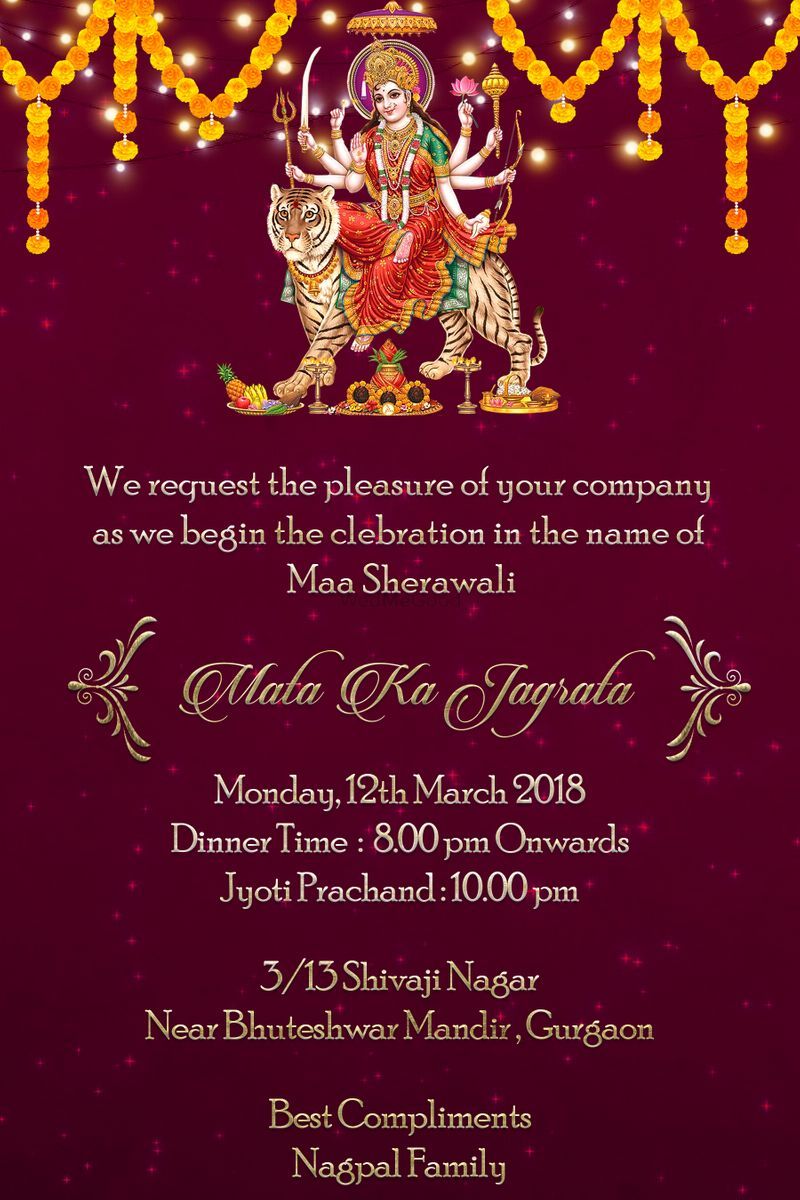 We request the pleasure of your company
as we begin the clebration in the name of
Maa Sherawali
WedMeGood
Mata Ka Jagrata
Monday, 12th March 2018
Dinner Time : 8.00 pm Onwards
Jyoti Prachand : 10.00 pm
3/13 Shivaji Nagar
Near Bhuteshwar Mandir , Gurgaon
Best Compliments
Nagpal Family